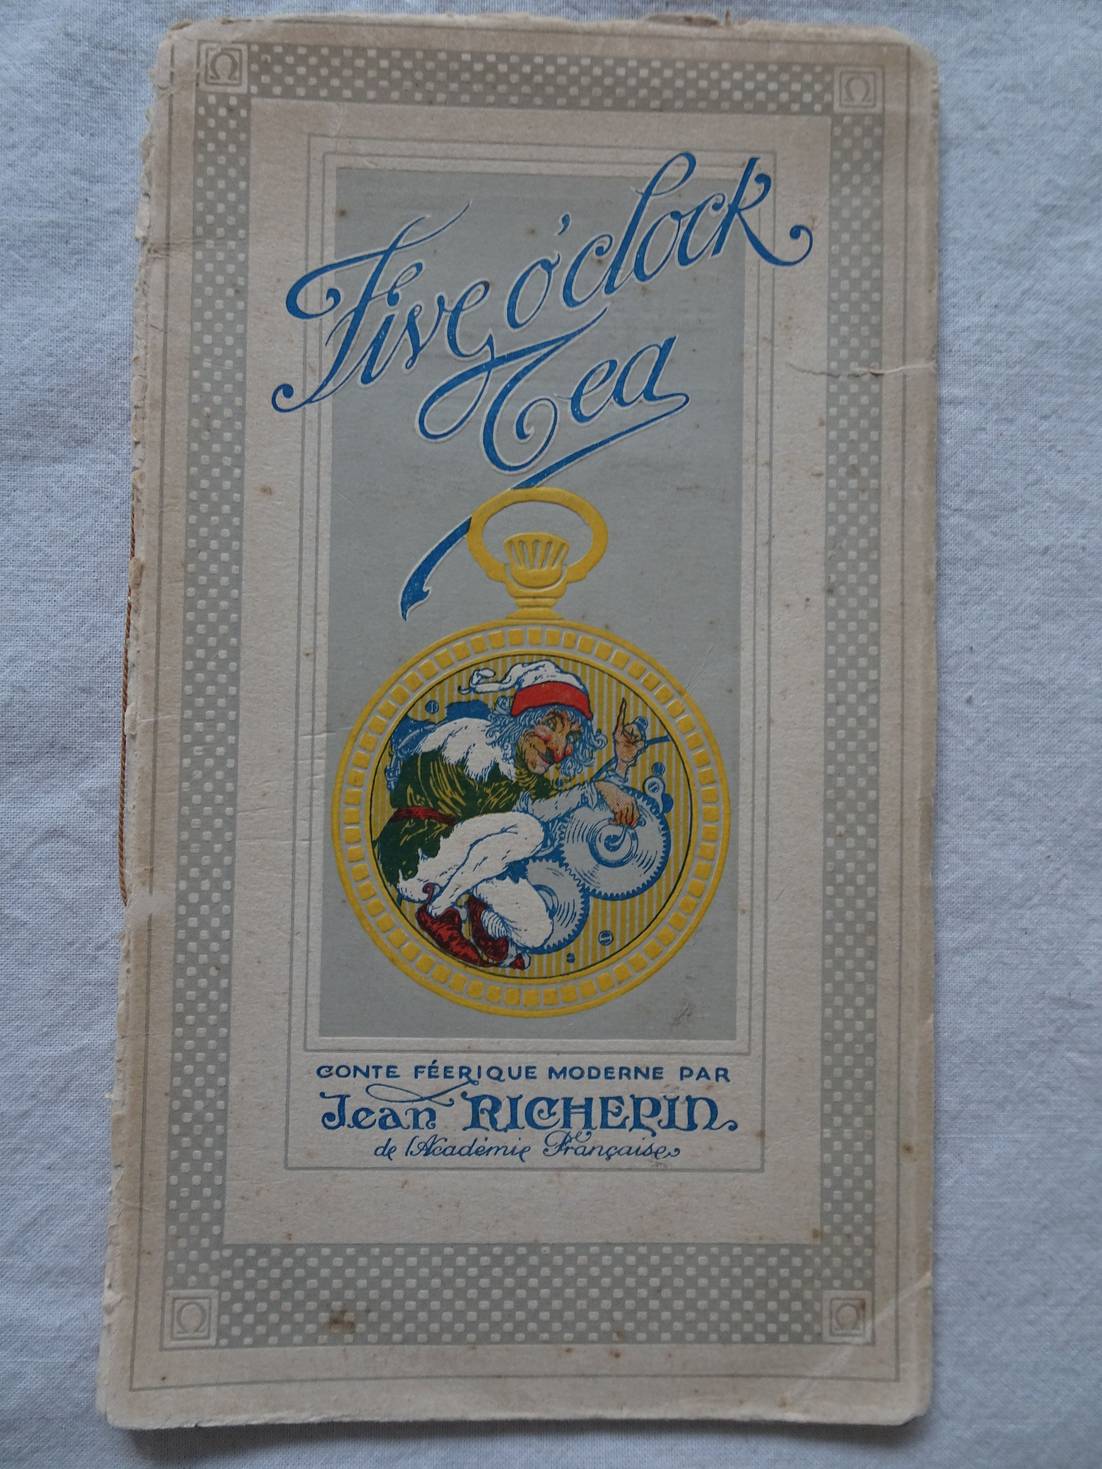 Ω Ω
Five o'clock
Tea
CONTE FÉERIQUE MODERNE PAR
Jean RICHEPIN
de l'Académie Française
Ω Ω